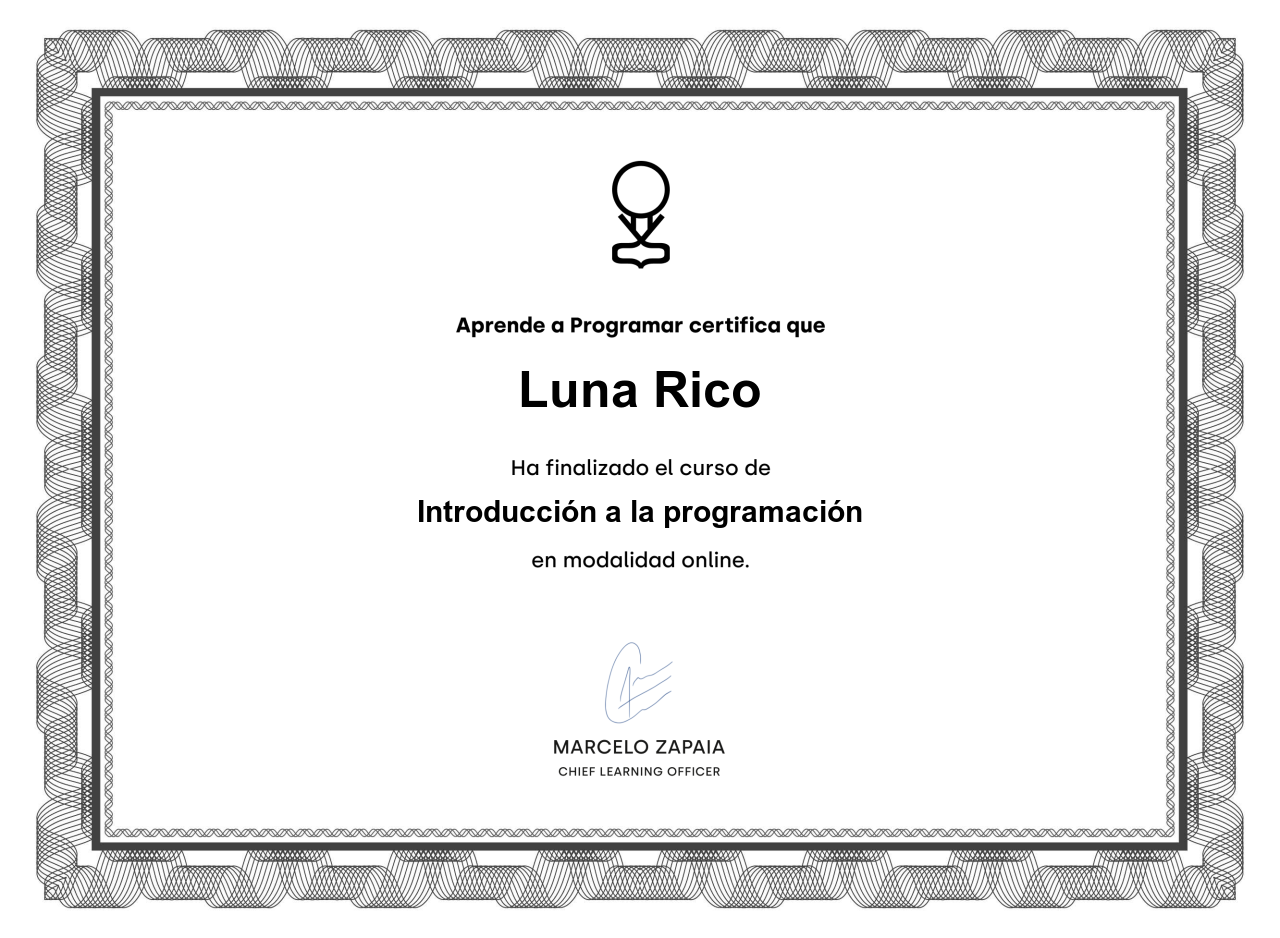 Aprende a Programar certifica que
Luna Rico
Ha finalizado el curso de
Introducción a la programación
en modalidad online.
MARCELO ZAPAIA
CHIEF LEARNING OFFICER